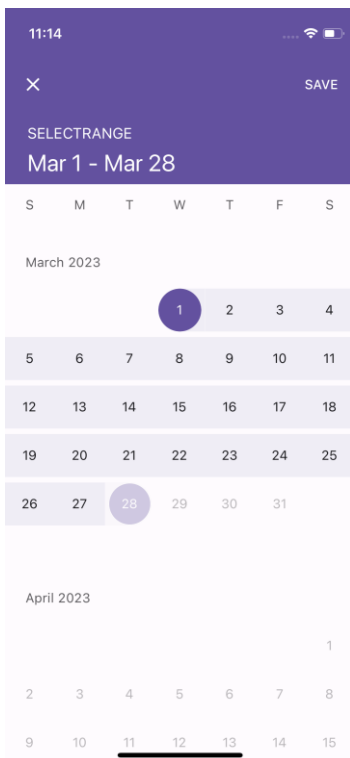 11:14
SAVE
SELECTRANGE
Mar 1 - Mar 28
S M T W T F S
March 2023
1 2 3 4
5 6 7 8 9 10 11
12 13 14 15 16 17 18
19 20 21 22 23 24 25
26 27 28 29 30 31
April 2023
1
2 3 4 5 6 7 8
9 10 11 12 13 14 15